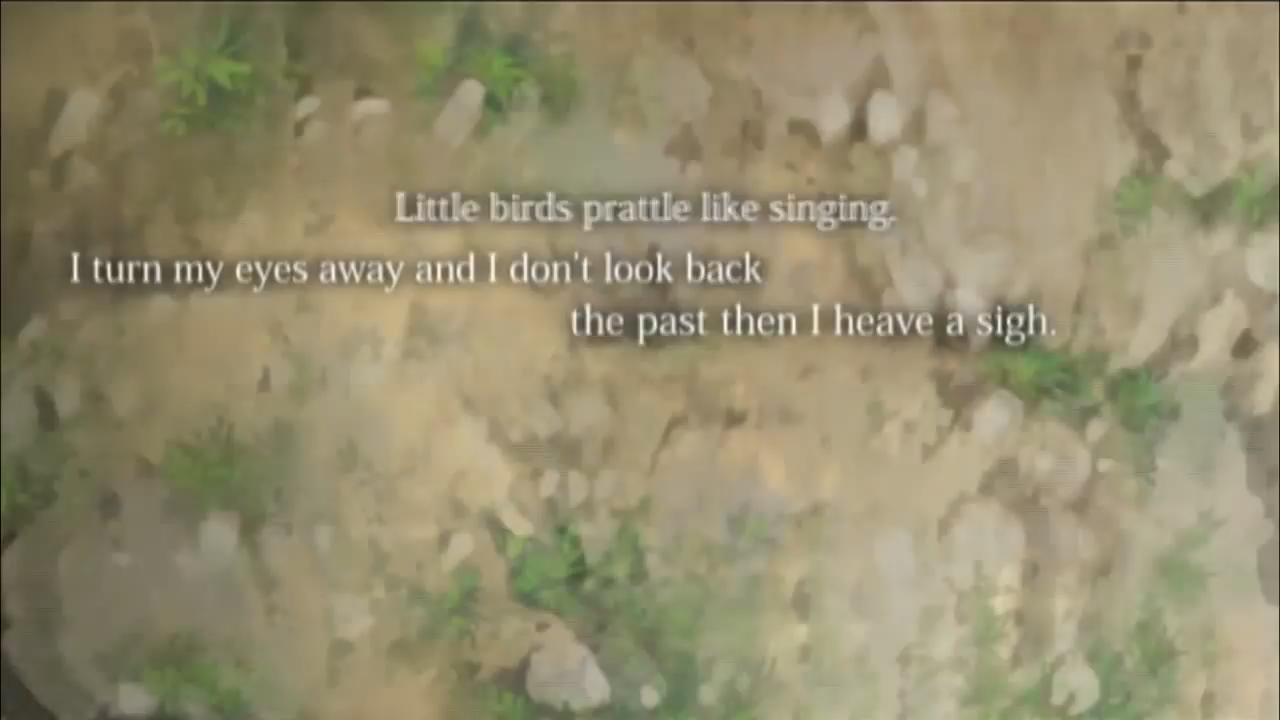 Little birds prattle like singing.
I turn my eyes away and I don't look back
the past then I heave a sigh.